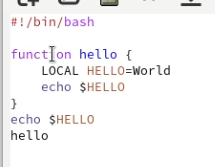 #!/bin/bash
function hello {
LOCAL HELLO=World
echo $HELLO
}
echo $HELLO
hello